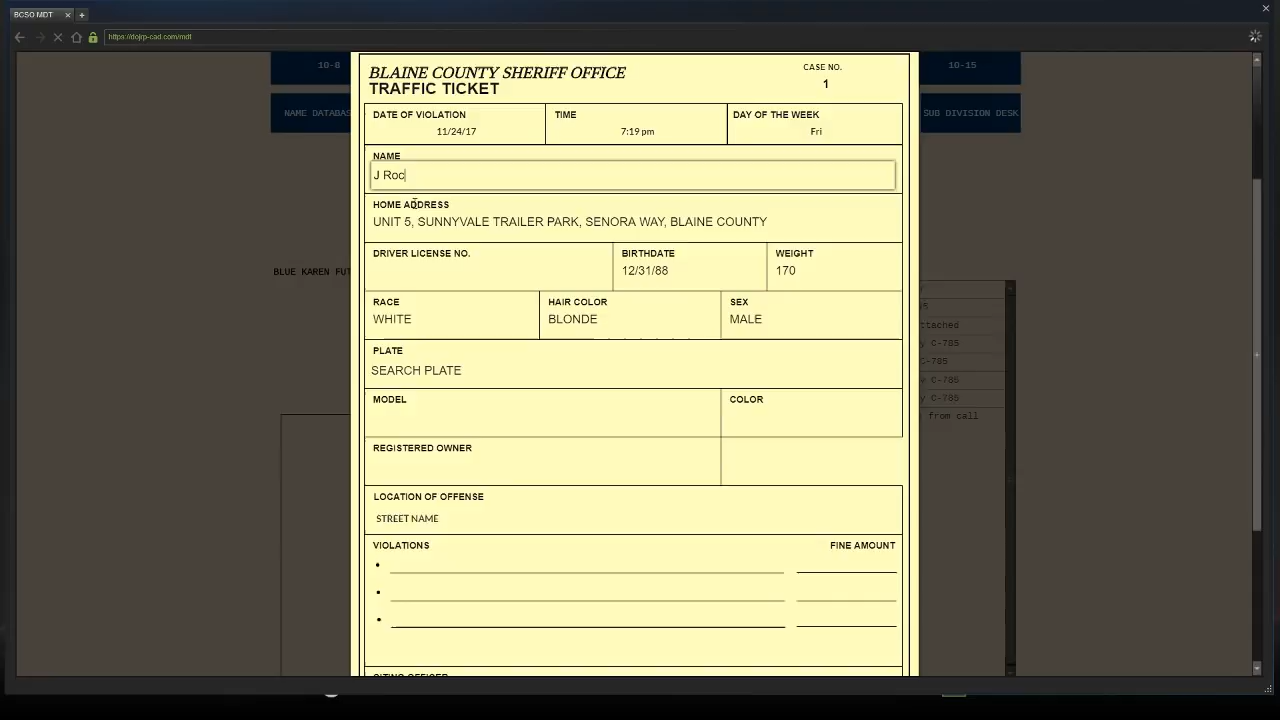 BCSO MDT
https://dojrp-cad.com/mdt
10-8
10-15
NAME DATABAS
SUB DIVISION DESK
BLAINE COUNTY SHERIFF OFFICE
TRAFFIC TICKET
CASE NO.
1
DATE OF VIOLATION
11/24/17
TIME
7:19 pm
DAY OF THE WEEK
Fri
NAME
J Roc
HOME ADDRESS
UNIT 5, SUNNYVALE TRAILER PARK, SENORA WAY, BLAINE COUNTY
DRIVER LICENSE NO.
BIRTHDATE
12/31/88
WEIGHT
170
BLUE KAREN FUT
RACE
WHITE
HAIR COLOR
BLONDE
SEX
MALE
ttached
y C-785
C-785
C-785
y C-785
from call
PLATE
SEARCH PLATE
MODEL
COLOR
REGISTERED OWNER
LOCATION OF OFFENSE
STREET NAME
VIOLATIONS
FINE AMOUNT
CITING OFFICER